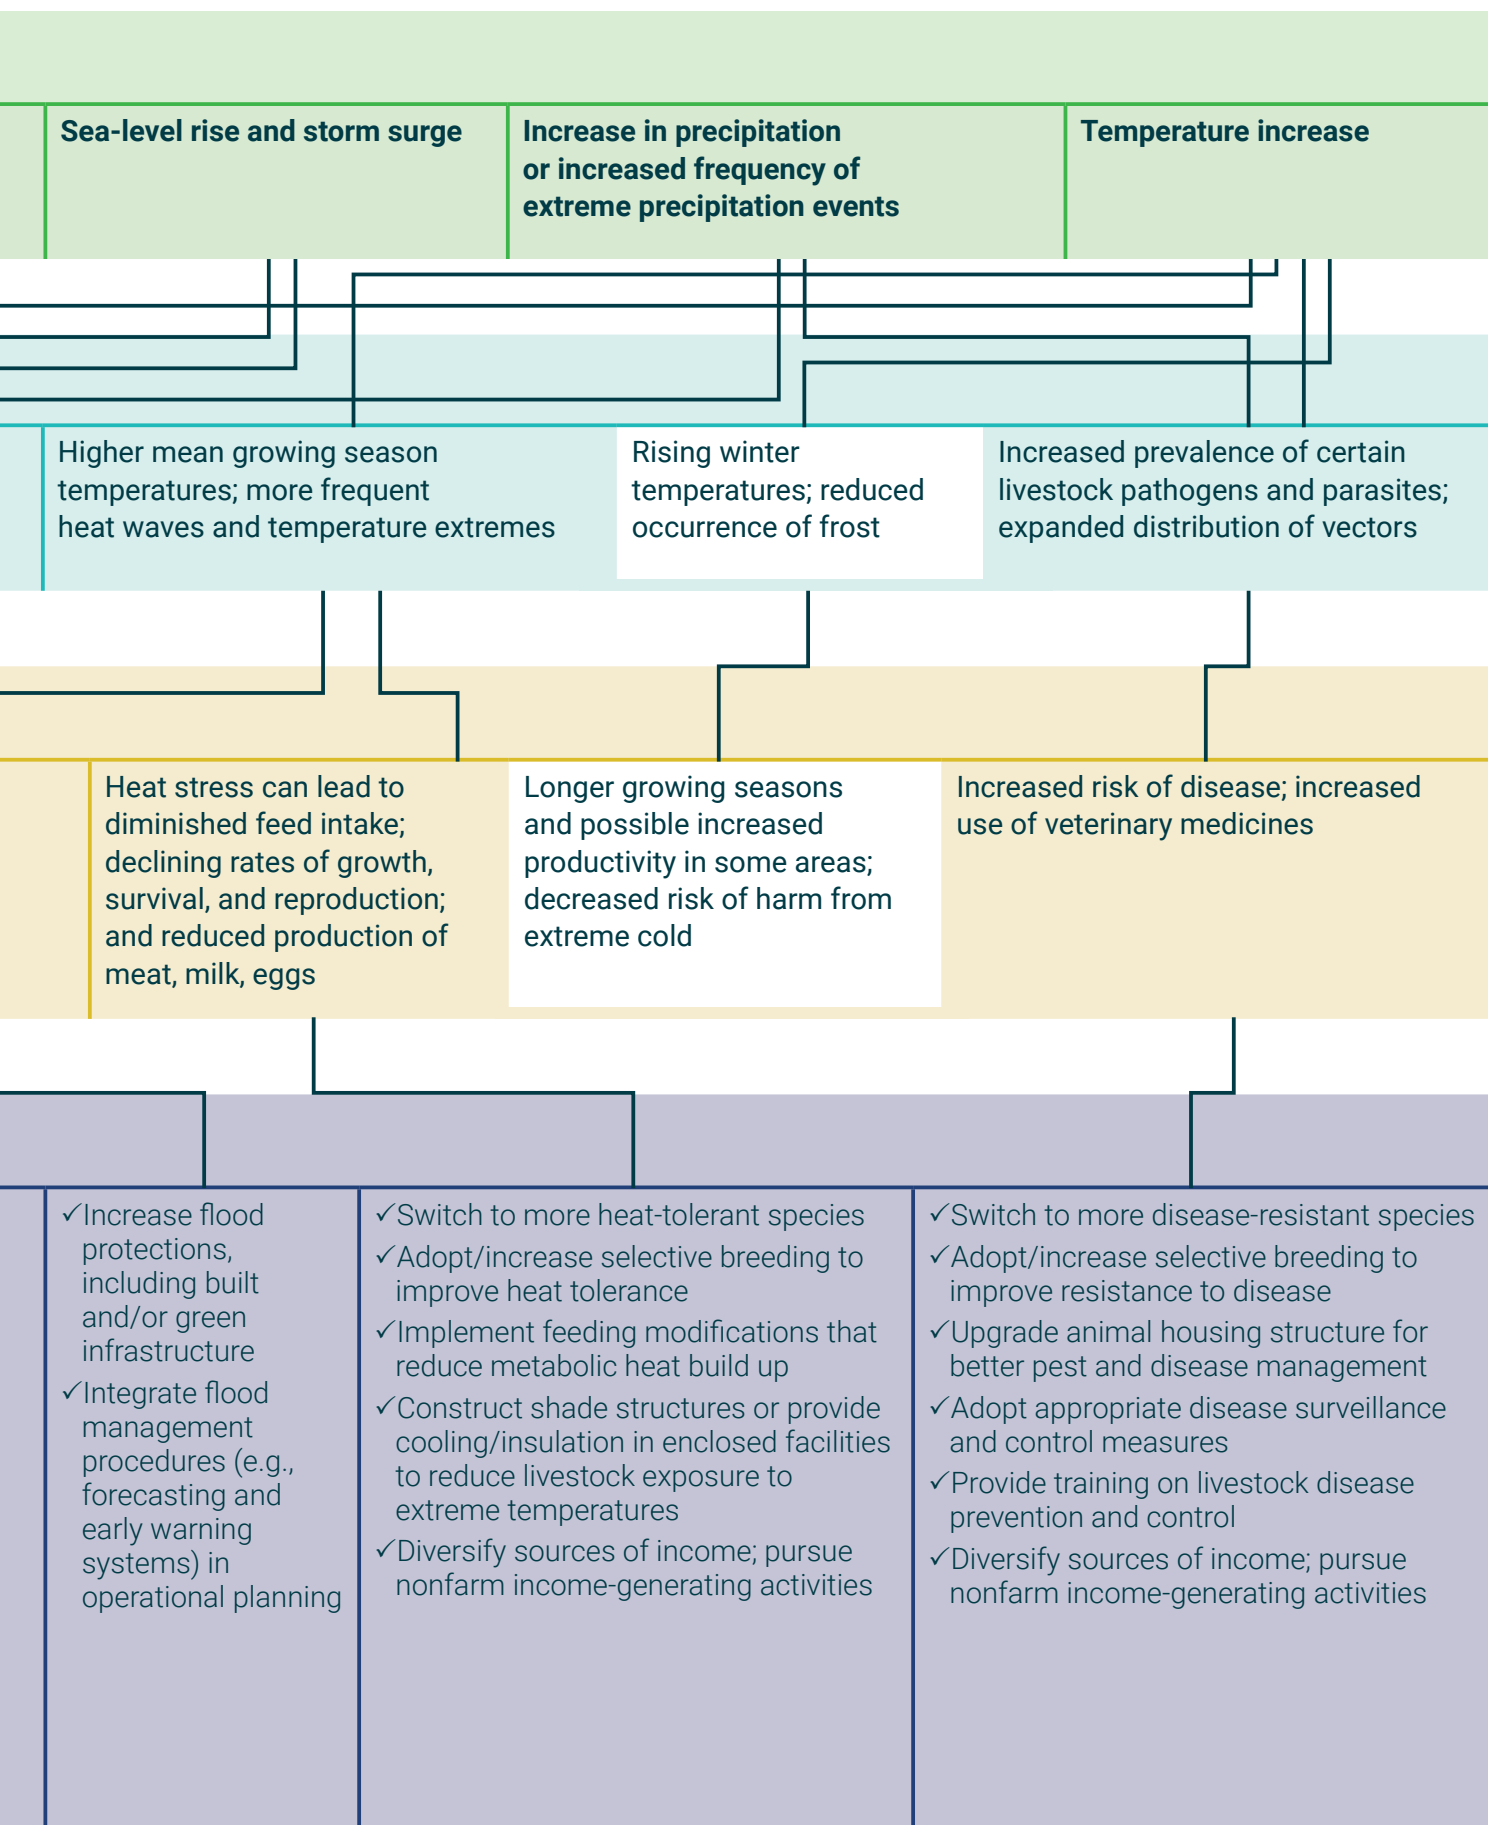 Sea-level rise and storm surge
Increase in precipitation
or increased frequency of
extreme precipitation events
Temperature increase
Higher mean growing season
temperatures; more frequent
heat waves and temperature extremes
Rising winter
temperatures; reduced
occurrence of frost
Increased prevalence of certain
livestock pathogens and parasites;
expanded distribution of vectors
Heat stress can lead to
diminished feed intake;
declining rates of growth,
survival, and reproduction;
and reduced production of
meat, milk, eggs
Longer growing seasons
and possible increased
productivity in some areas;
decreased risk of harm from
extreme cold
Increased risk of disease; increased
use of veterinary medicines
✓Increase flood
protections,
including built
and/or green
infrastructure
✓Integrate flood
management
procedures (e.g.,
forecasting and
early warning
systems) in
operational planning
✓Switch to more heat-tolerant species
✓Adopt/increase selective breeding to
improve heat tolerance
✓Implement feeding modifications that
reduce metabolic heat build up
✓Construct shade structures or provide
cooling/insulation in enclosed facilities
to reduce livestock exposure to
extreme temperatures
✓Diversify sources of income; pursue
nonfarm income-generating activities
✓Switch to more disease-resistant species
✓Adopt/increase selective breeding to
improve resistance to disease
✓Upgrade animal housing structure for
better pest and disease management
✓Adopt appropriate disease surveillance
and control measures
✓Provide training on livestock disease
prevention and control
✓Diversify sources of income; pursue
nonfarm income-generating activities